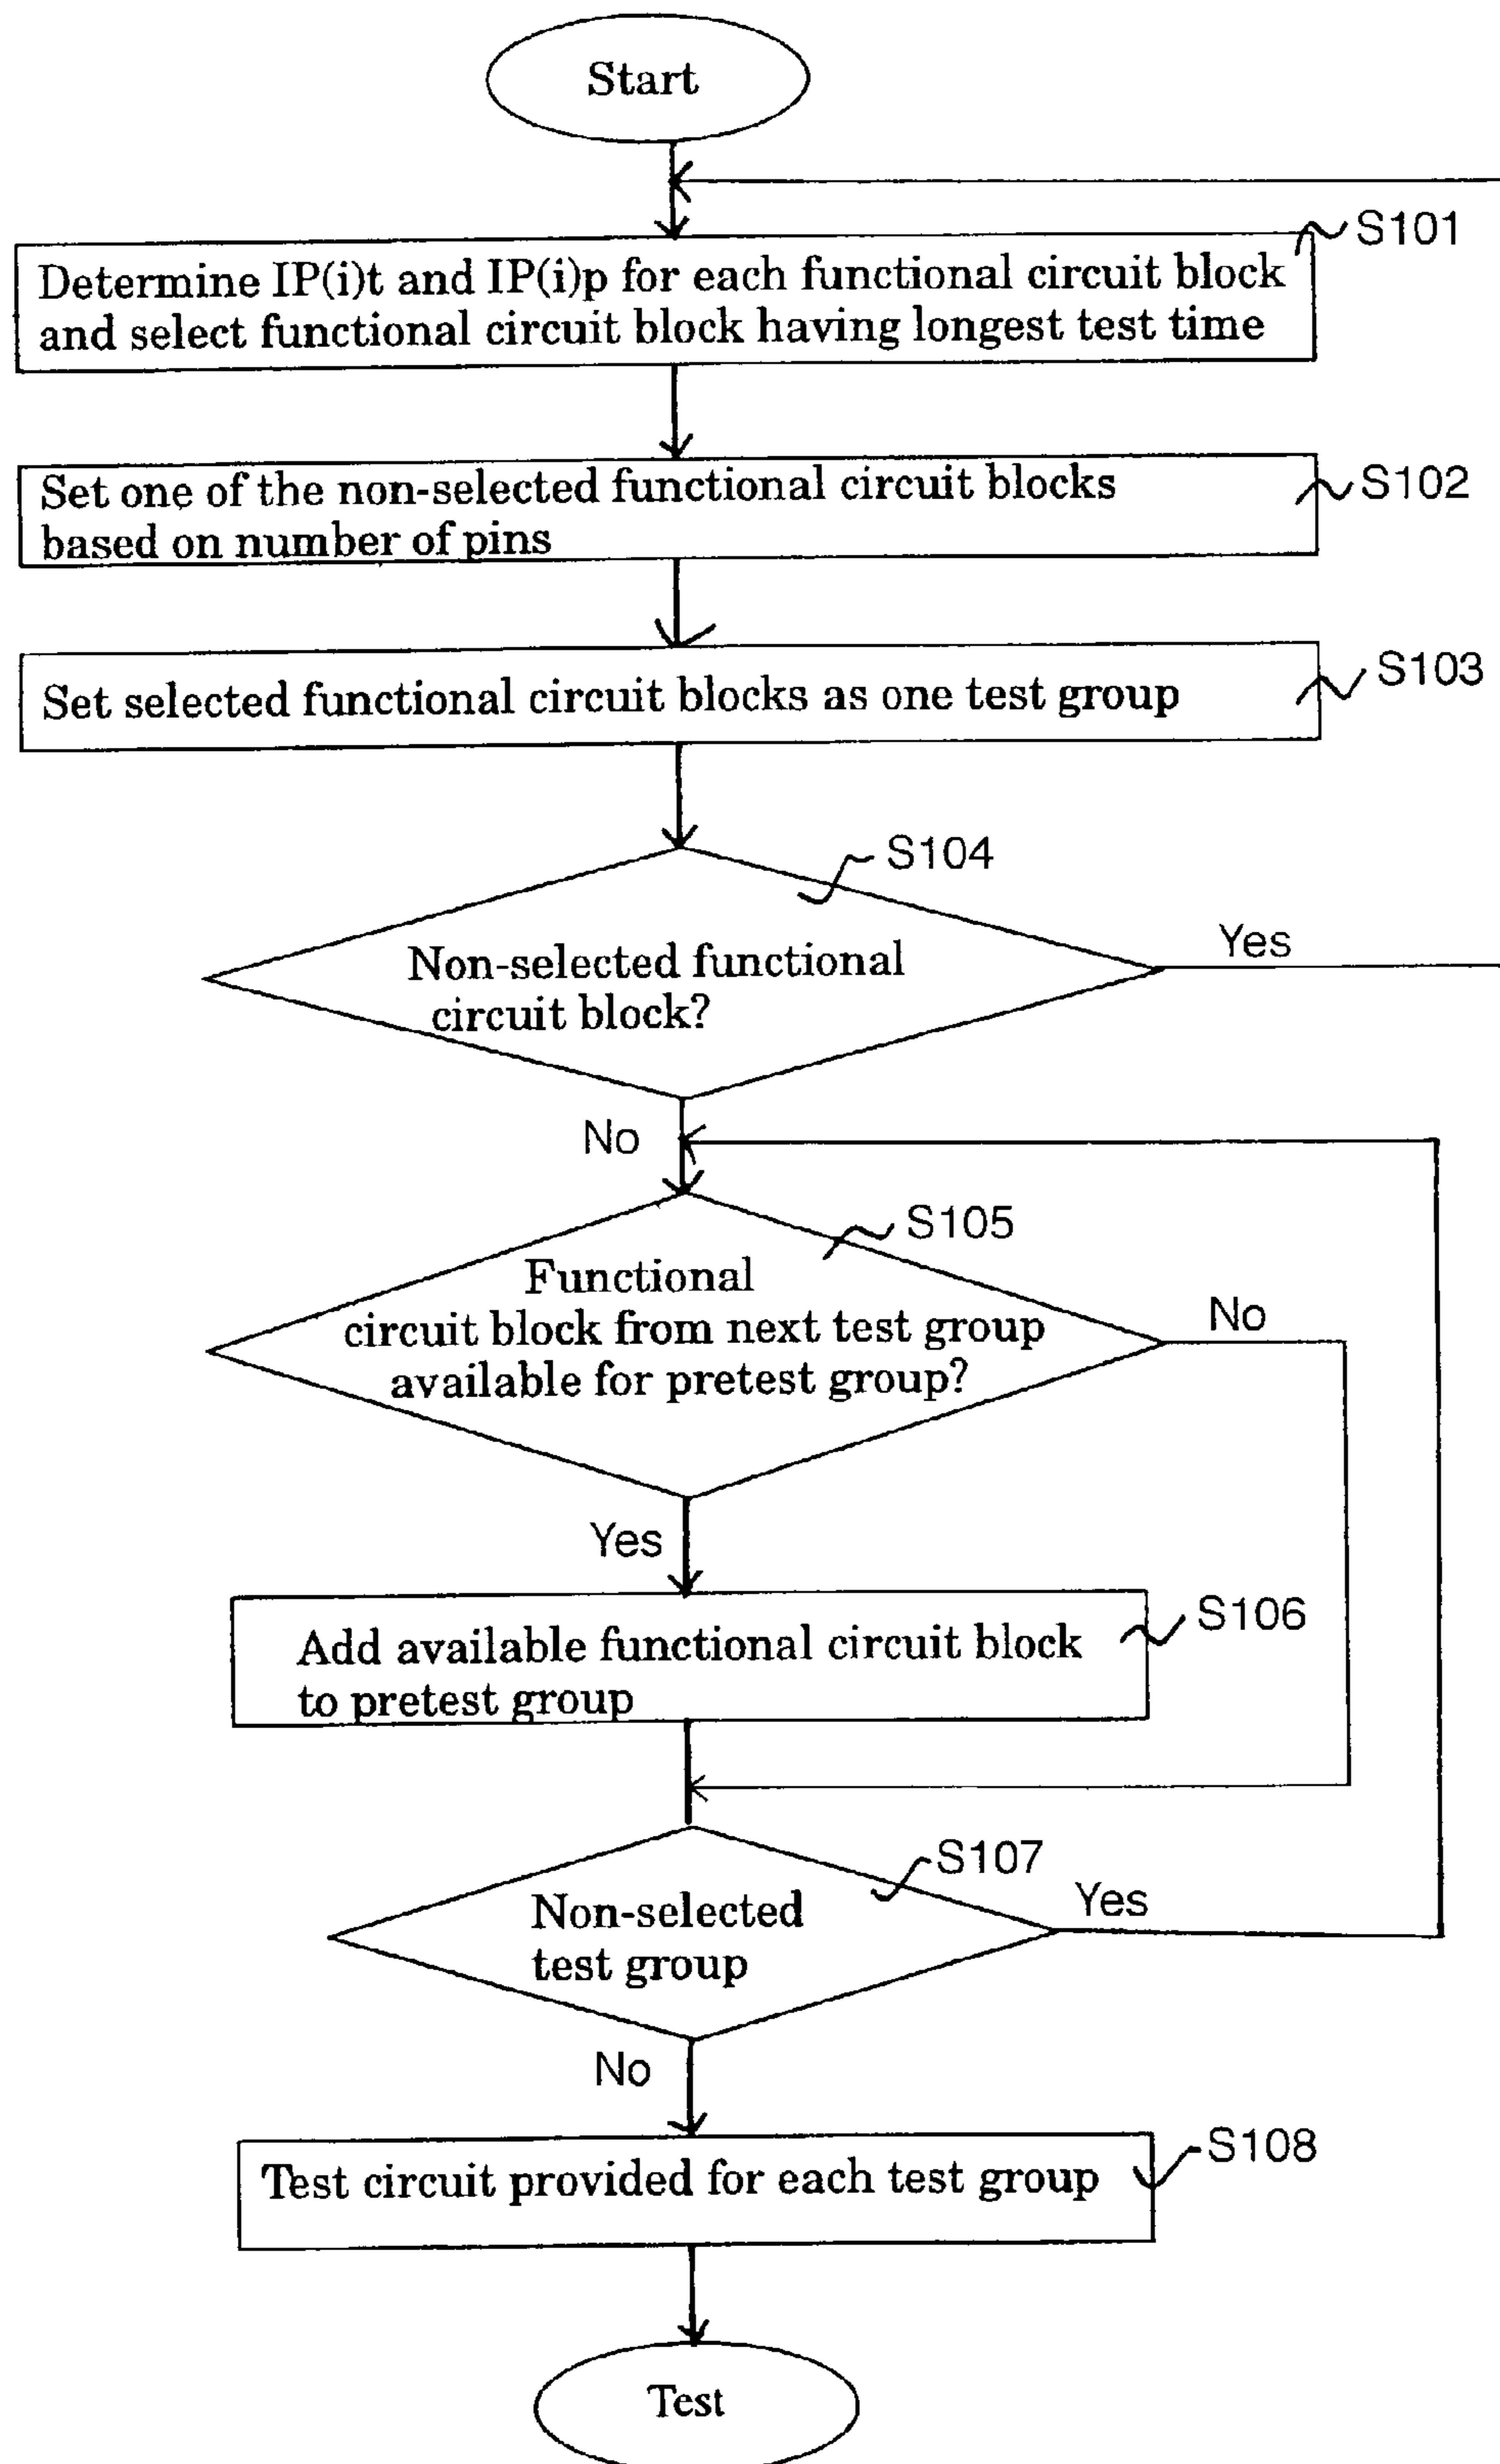 Start
S101
Determine IP(i)t and IP(i)p for each functional circuit block
and select functional circuit block having longest test time
S102
Set one of the non-selected functional circuit blocks
based on number of pins
S103
Set selected functional circuit blocks as one test group
S104
Non-selected functional
circuit block?
Yes
No
S105
Functional
circuit block from next test group
available for pretest group?
No
Yes
S106
Add available functional circuit block
to pretest group
S107
Non-selected
test group
Yes
No
S108
Test circuit provided for each test group
Test